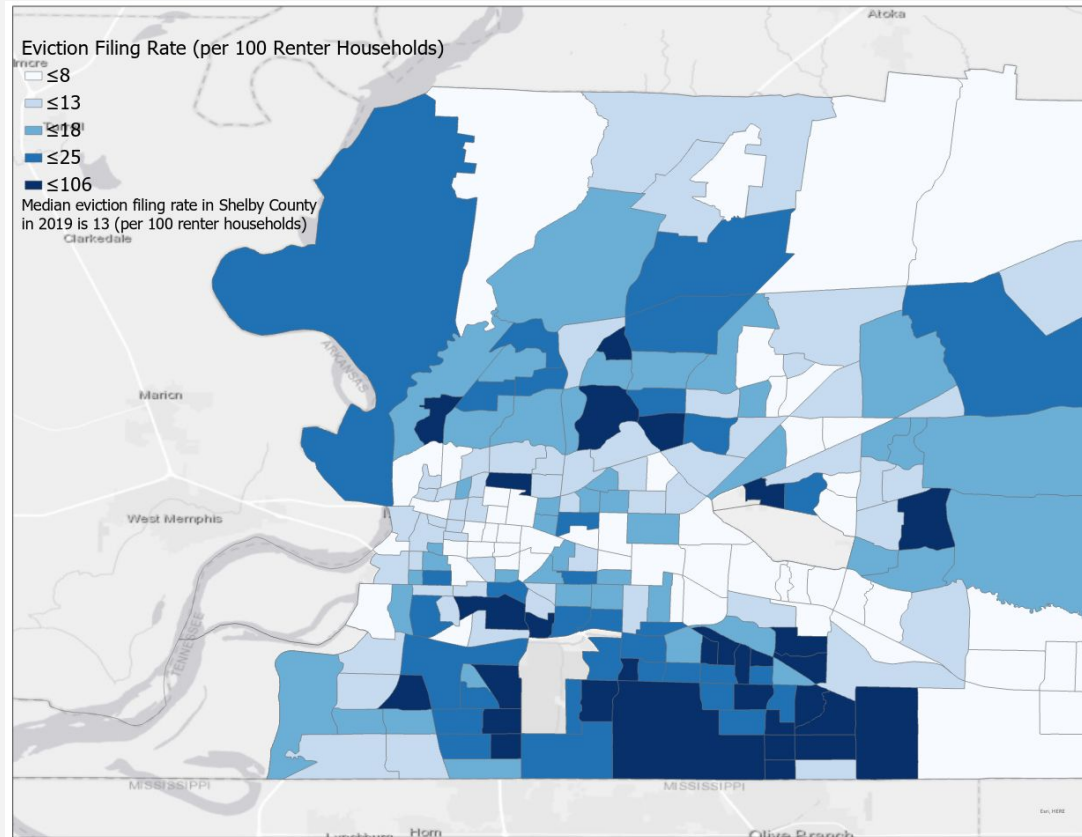 Atoka
Eviction Filing Rate (per 100 Renter Households)
≤8
≤13
≤18
≤25
≤106
Median eviction filing rate in Shelby County
in 2019 is 13 (per 100 renter households)
Clarkedale
ARKANSAS
Marion
West Memphis
TENNESSEE
MISSISSIPPI
MISSISSIPPI
Esri, HERE
Horn
Olive Branch